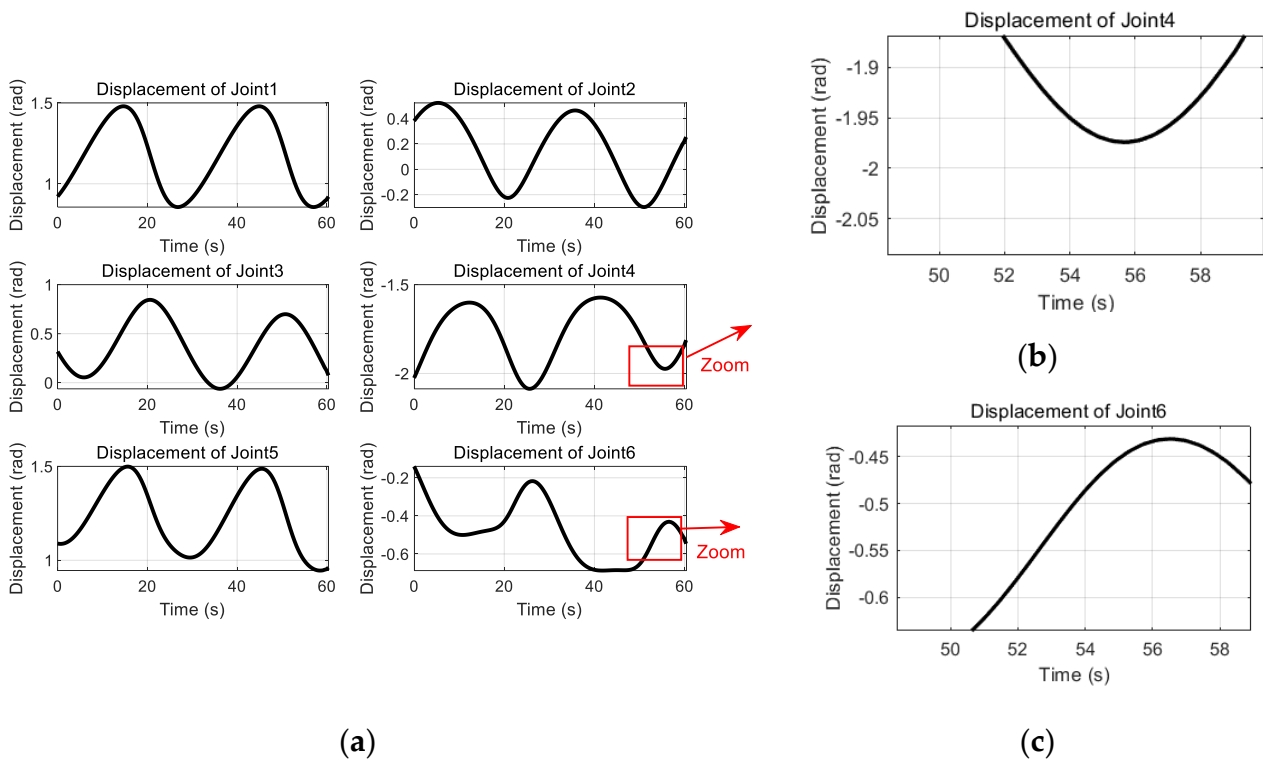 Displacement of Joint1
Displacement (rad)
1.5
1
0 20 40 60
Time (s)
Displacement of Joint2
Displacement (rad)
0.4
0.2
0
-0.2
0 20 40 60
Time (s)
Displacement of Joint3
Displacement (rad)
1
0.5
0
0 20 40 60
Time (s)
Displacement of Joint4
Displacement (rad)
-1.5
-2
0 20 40 60
Time (s)
Zoom
Displacement of Joint5
Displacement (rad)
1.5
1
0 20 40 60
Time (s)
Displacement of Joint6
Displacement (rad)
-0.2
-0.4
-0.6
0 20 40 60
Time (s)
Zoom
(a)
Displacement of Joint4
Displacement (rad)
-1.9
-1.95
-2
-2.05
50 52 54 56 58
Time (s)
(b)
Displacement of Joint6
Displacement (rad)
-0.45
-0.5
-0.55
-0.6
50 52 54 56 58
Time (s)
(c)